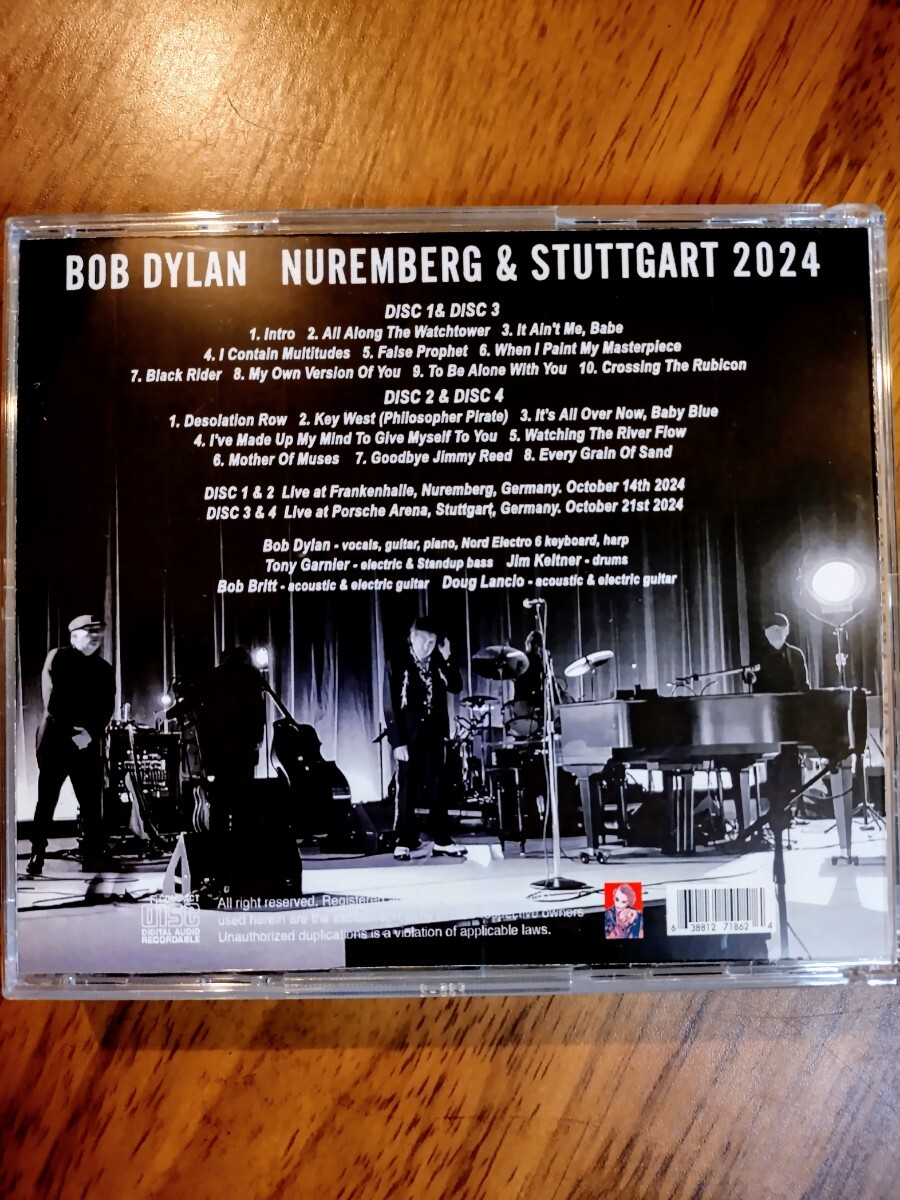 BOB DYLAN NUREMBERG & STUTTGART 2024
DISC 1& DISC 3
1. Intro 2. All Along The Watchtower 3. It Ain't Me, Babe
4. I Contain Multitudes 5. False Prophet 6. When I Paint My Masterpiece
7. Black Rider 8. My Own Version Of You 9. To Be Alone With You 10. Crossing The Rubicon
DISC 2 & DISC 4
1. Desolation Row 2. Key West (Philosopher Pirate) 3. It's All Over Now, Baby Blue
4. I've Made Up My Mind To Give Myself To You 5. Watching The River Flow
6. Mother Of Muses 7. Goodbye Jimmy Reed 8. Every Grain Of Sand
DISC 1 & 2 Live at Frankenhalle, Nuremberg, Germany. October 14th 2024
DISC 3 & 4 Live at Porsche Arena, Stuttgart, Germany. October 21st 2024
Bob Dylan - vocals, guitar, piano, Nord Electro 6 keyboard, harp
Tony Garnier - electric & Standup bass Jim Keltner - drums
Bob Britt - acoustic & electric guitar Doug Lancio - acoustic & electric guitar
COMPACT
DISC
DIGITAL AUDIO
RECORDABLE
All right reserved. Registered
used herein are the owners
Unauthorized duplications is a violation of applicable laws.
6 38812 71862 4